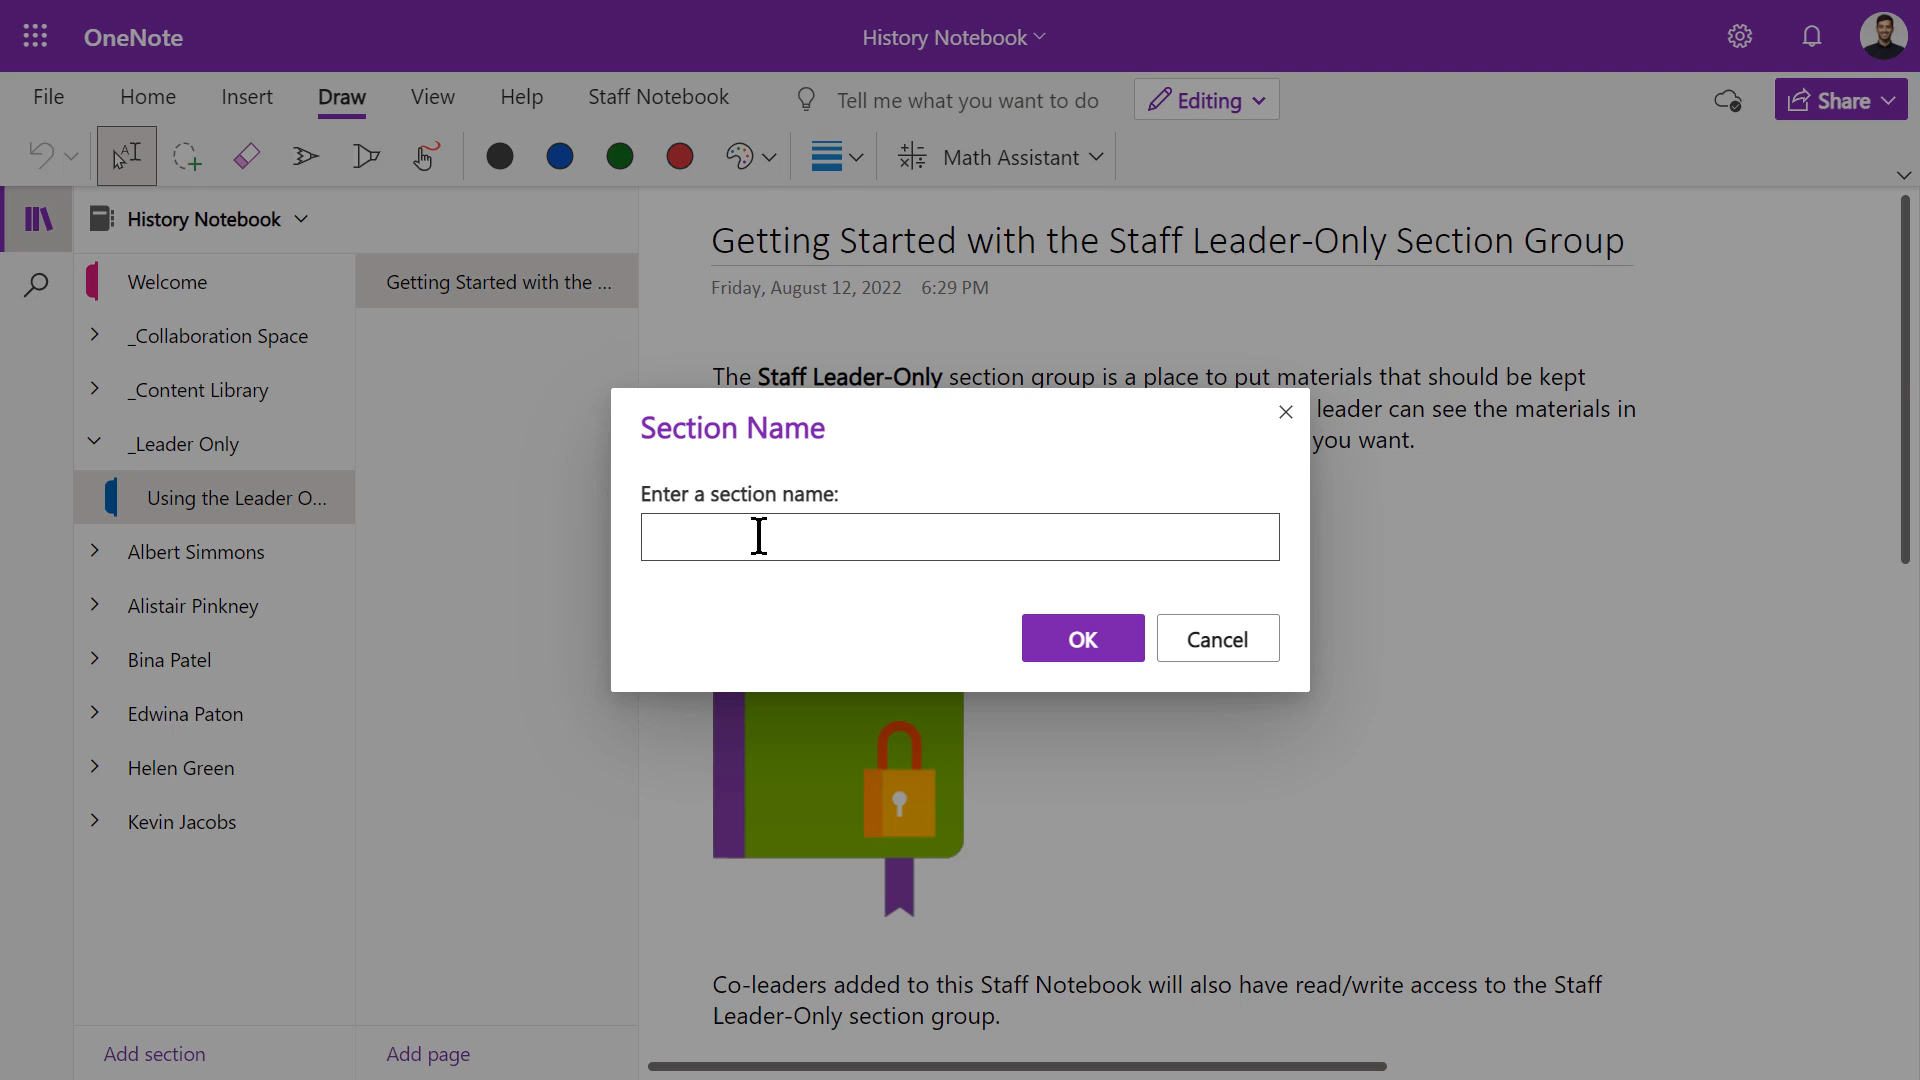 OneNote
History Notebook
File Home Insert Draw View Help Staff Notebook Tell me what you want to do Editing Share
Math Assistant
History Notebook
Welcome
_Collaboration Space
_Content Library
_Leader Only
Using the Leader O...
Albert Simmons
Alistair Pinkney
Bina Patel
Edwina Paton
Helen Green
Kevin Jacobs
Add section
Getting Started with the ...
Add page
Getting Started with the Staff Leader-Only Section Group
Friday, August 12, 2022 6:29 PM
The Staff Leader-Only section group is a place to put materials that should be kept
leader can see the materials in
you want.
Section Name
Enter a section name:
OK Cancel
Co-leaders added to this Staff Notebook will also have read/write access to the Staff
Leader-Only section group.